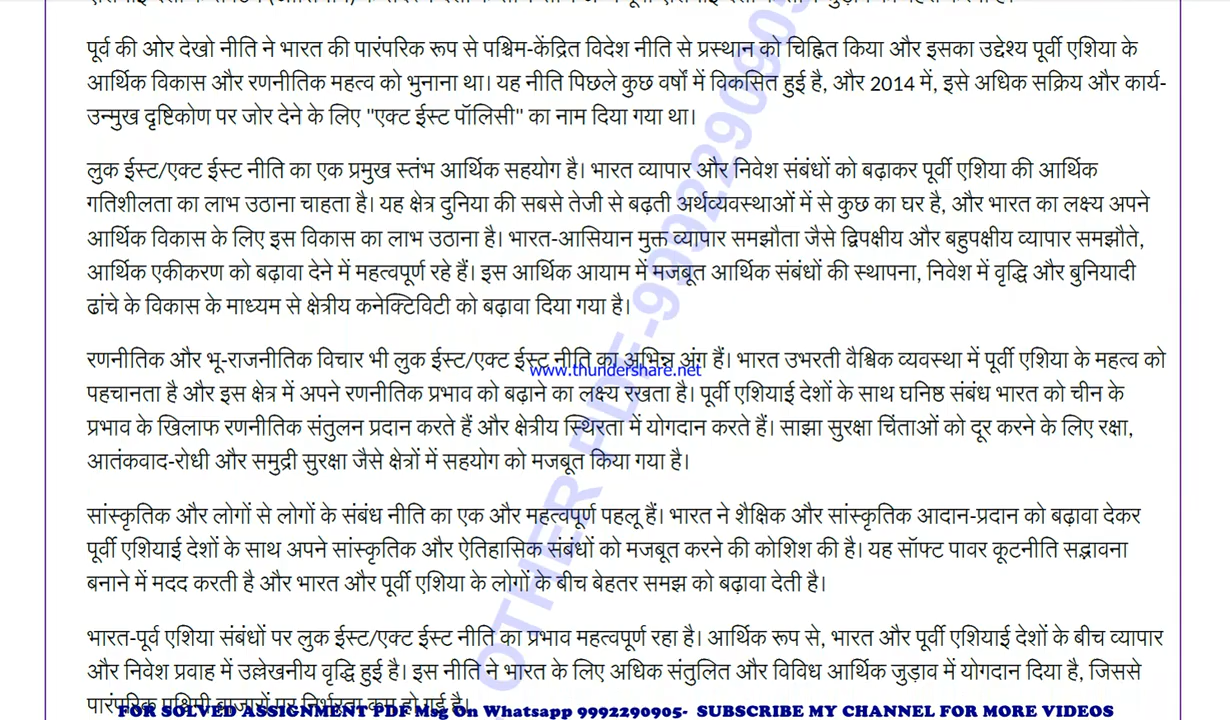 पूर्व की ओर देखो नीति ने भारत की पारंपरिक रूप से पश्चिम-केंद्रित विदेश नीति से प्रस्थान को चिह्नित किया और इसका उद्देश्य पूर्वी एशिया के
आर्थिक विकास और रणनीतिक महत्व को भुनाना था। यह नीति पिछले कुछ वर्षों में विकसित हुई है, और 2014 में, इसे अधिक सक्रिय और कार्य-
उन्मुख दृष्टिकोण पर जोर देने के लिए "एक्ट ईस्ट पॉलिसी" का नाम दिया गया था।
लुक ईस्ट/एक्ट ईस्ट नीति का एक प्रमुख स्तंभ आर्थिक सहयोग है। भारत व्यापार और निवेश संबंधों को बढ़ाकर पूर्वी एशिया की आर्थिक
गतिशीलता का लाभ उठाना चाहता है। यह क्षेत्र दुनिया की सबसे तेजी से बढ़ती अर्थव्यवस्थाओं में से कुछ का घर है, और भारत का लक्ष्य अपने
आर्थिक विकास के लिए इस विकास का लाभ उठाना है। भारत-आसियान मुक्त व्यापार समझौता जैसे द्विपक्षीय और बहुपक्षीय व्यापार समझौते,
आर्थिक एकीकरण को बढ़ावा देने में महत्वपूर्ण रहे हैं। इस आर्थिक आयाम में मजबूत आर्थिक संबंधों की स्थापना, निवेश में वृद्धि और बुनियादी
ढांचे के विकास के माध्यम से क्षेत्रीय कनेक्टिविटी को बढ़ावा दिया गया है।
रणनीतिक और भू-राजनीतिक विचार भी लुक ईस्ट/एक्ट ईस्ट नीति का अभिन्न अंग हैं। भारत उभरती वैश्विक व्यवस्था में पूर्वी एशिया के महत्व को
www.thundershare.net
पहचानता है और इस क्षेत्र में अपने रणनीतिक प्रभाव को बढ़ाने का लक्ष्य रखता है। पूर्वी एशियाई देशों के साथ घनिष्ठ संबंध भारत को चीन के
प्रभाव के खिलाफ रणनीतिक संतुलन प्रदान करते हैं और क्षेत्रीय स्थिरता में योगदान करते हैं। साझा सुरक्षा चिंताओं को दूर करने के लिए रक्षा,
आतंकवाद-रोधी और समुद्री सुरक्षा जैसे क्षेत्रों में सहयोग को मजबूत किया गया है।
सांस्कृतिक और लोगों से लोगों के संबंध नीति का एक और महत्वपूर्ण पहलू हैं। भारत ने शैक्षिक और सांस्कृतिक आदान-प्रदान को बढ़ावा देकर
पूर्वी एशियाई देशों के साथ अपने सांस्कृतिक और ऐतिहासिक संबंधों को मजबूत करने की कोशिश की है। यह सॉफ्ट पावर कूटनीति सद्भावना
बनाने में मदद करती है और भारत और पूर्वी एशिया के लोगों के बीच बेहतर समझ को बढ़ावा देती है।
भारत-पूर्व एशिया संबंधों पर लुक ईस्ट/एक्ट ईस्ट नीति का प्रभाव महत्वपूर्ण रहा है। आर्थिक रूप से, भारत और पूर्वी एशियाई देशों के बीच व्यापार
और निवेश प्रवाह में उल्लेखनीय वृद्धि हुई है। इस नीति ने भारत के लिए अधिक संतुलित और विविध आर्थिक जुड़ाव में योगदान दिया है, जिससे
पारंपरिक पश्चिमी बाजारों पर निर्भरता कम हो गई है।
FOR SOLVED ASSIGNMENT PDF Msg On Whatsapp 9992290905- SUBSCRIBE MY CHANNEL FOR MORE VIDEOS
OTHER PDF-9992290905